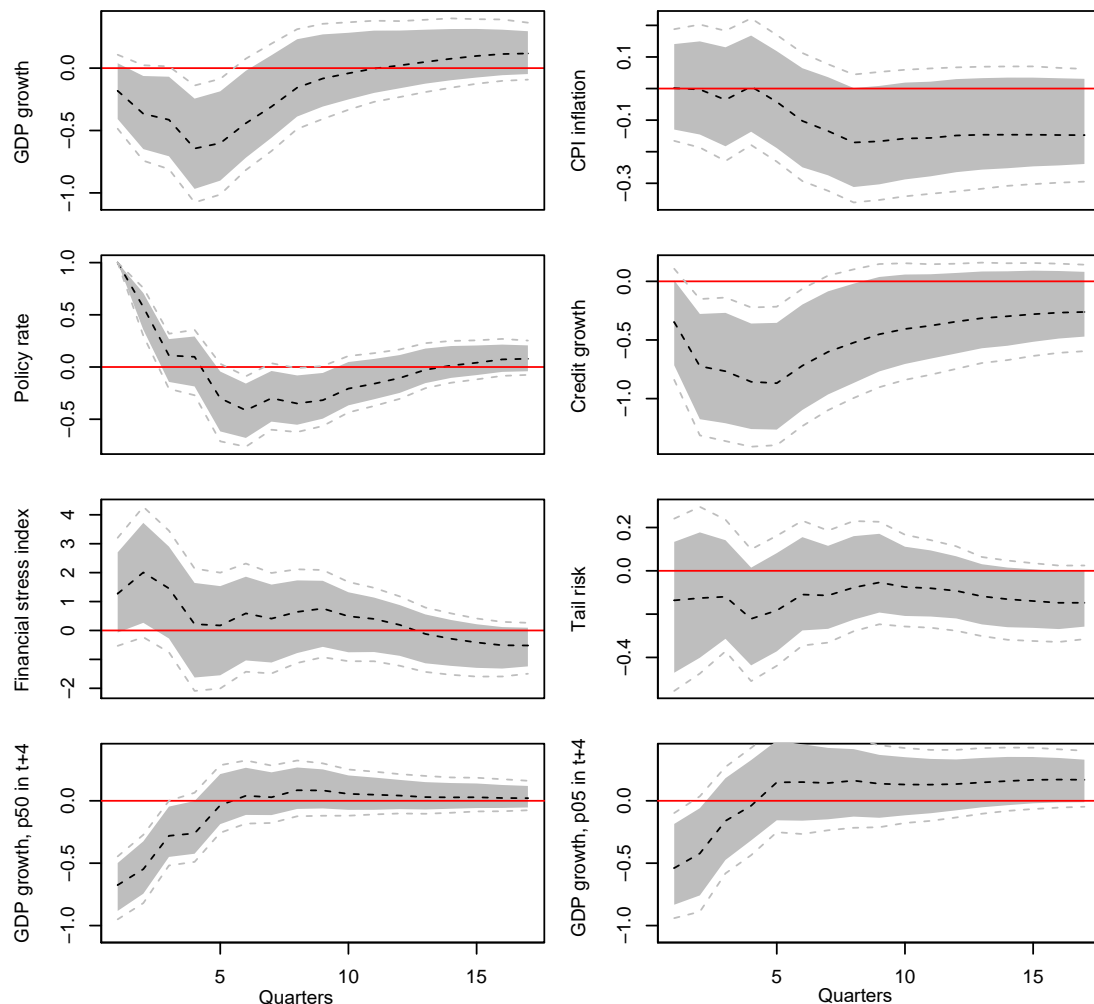 GDP growth
0.0
−0.5
−1.0
CPI inflation
0.1
−0.1
−0.3
Policy rate
1.0
0.5
0.0
−0.5
Credit growth
0.0
−0.5
−1.0
Financial stress index
4
3
2
1
0
−2
Tail risk
0.2
0.0
−0.4
GDP growth, p50 in t+4
0.0
−0.5
−1.0
5 10 15
Quarters
GDP growth, p05 in t+4
0.0
−0.5
−1.0
5 10 15
Quarters